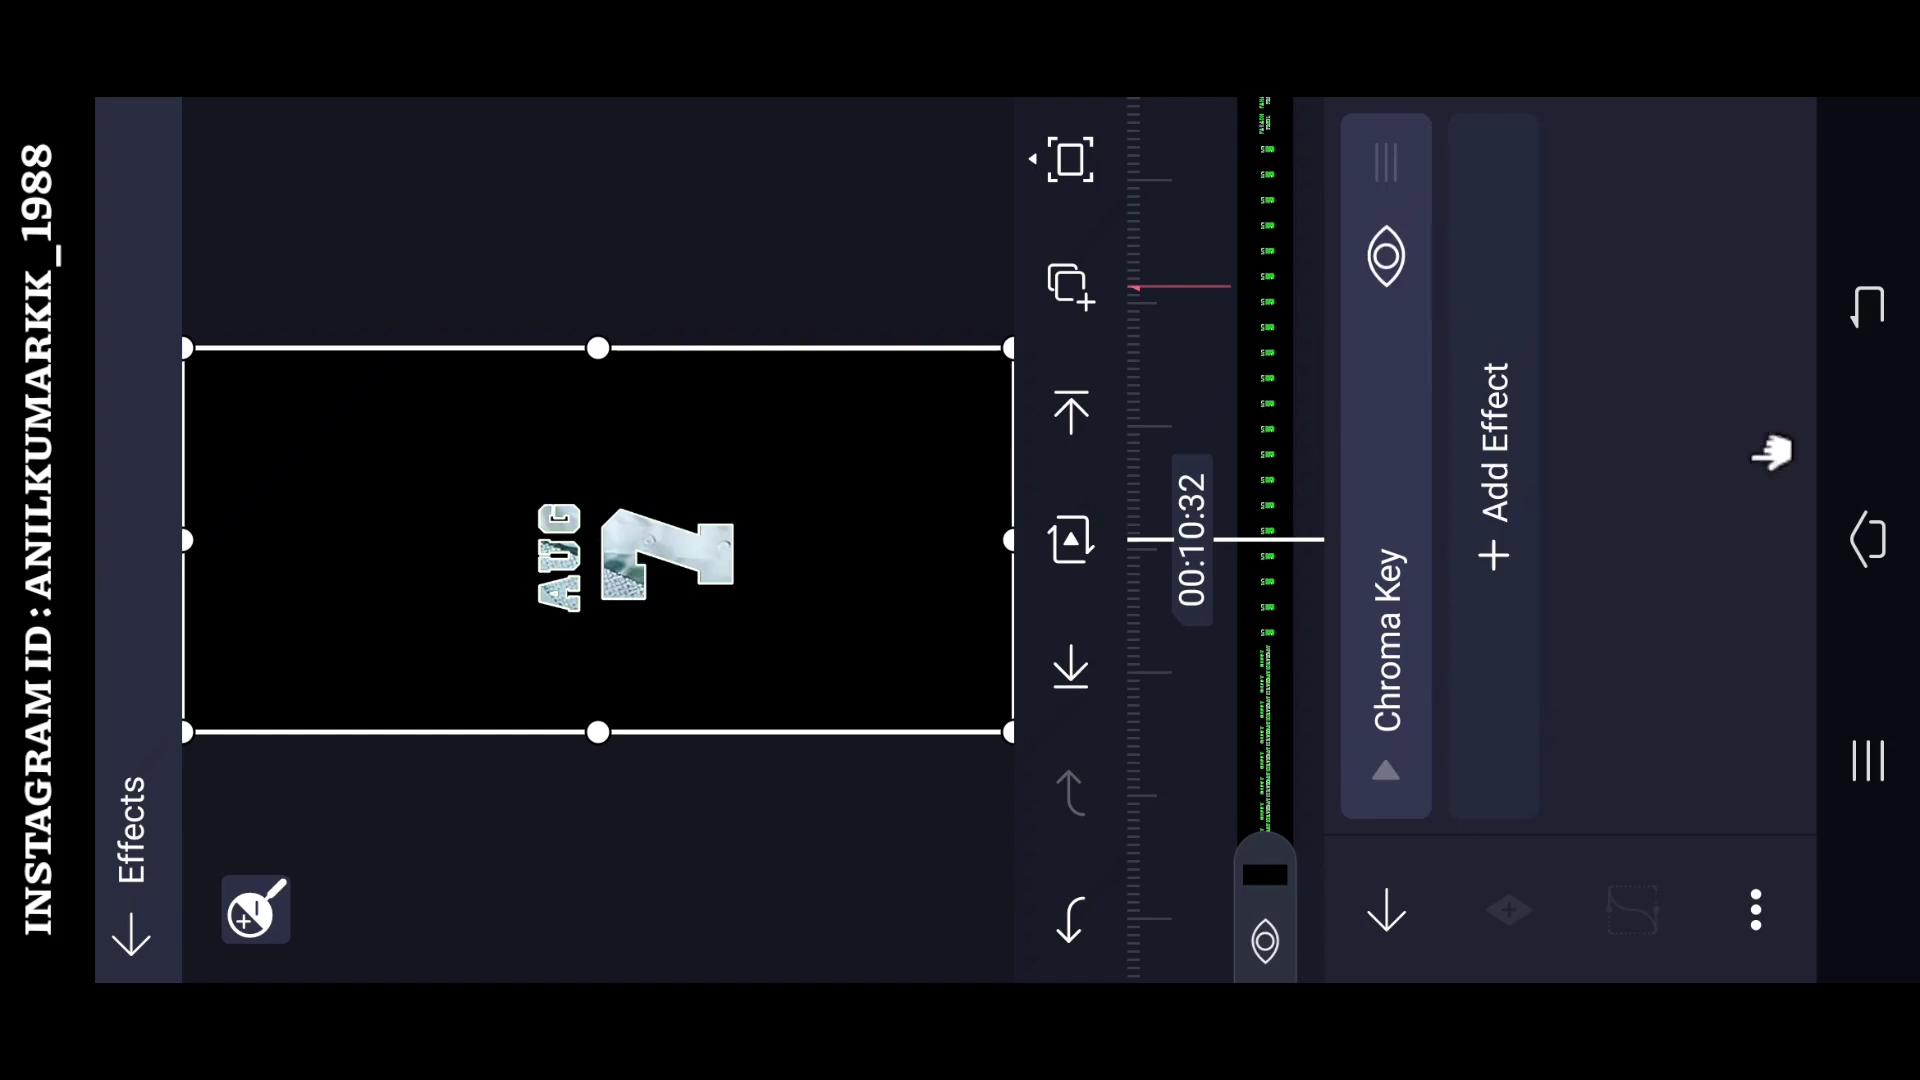 INSTAGRAM ID : ANILKUMARKK_1988
Effects
AUG
7
00:10:32
Chroma Key
Add Effect